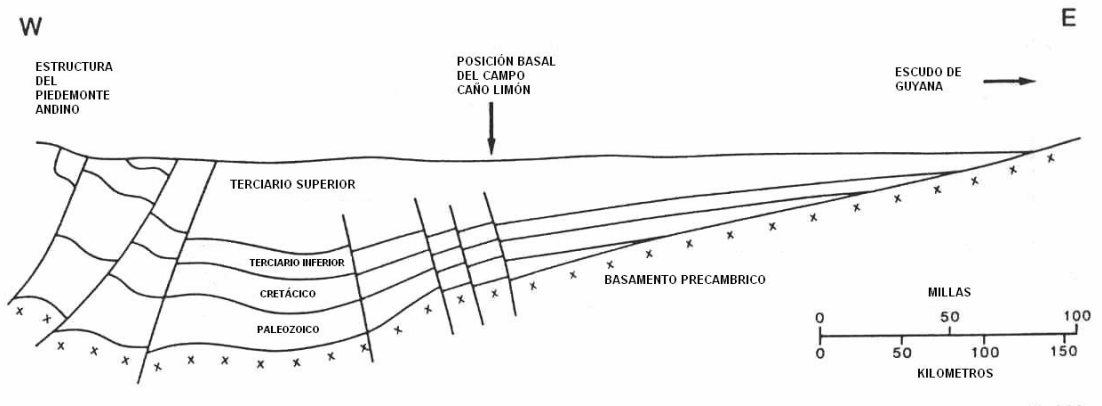 W
E
ESTRUCTURA
DEL
PIEDEMONTE
ANDINO
POSICIÓN BASAL
DEL CAMPO
CAÑO LIMÓN
ESCUDO DE
GUYANA
TERCIARIO SUPERIOR
TERCIARIO INFERIOR
CRETÁCICO
PALEOZOICO
BASAMENTO PRECAMBRICO
MILLAS
0 50 100
0 50 100 150
KILOMETROS